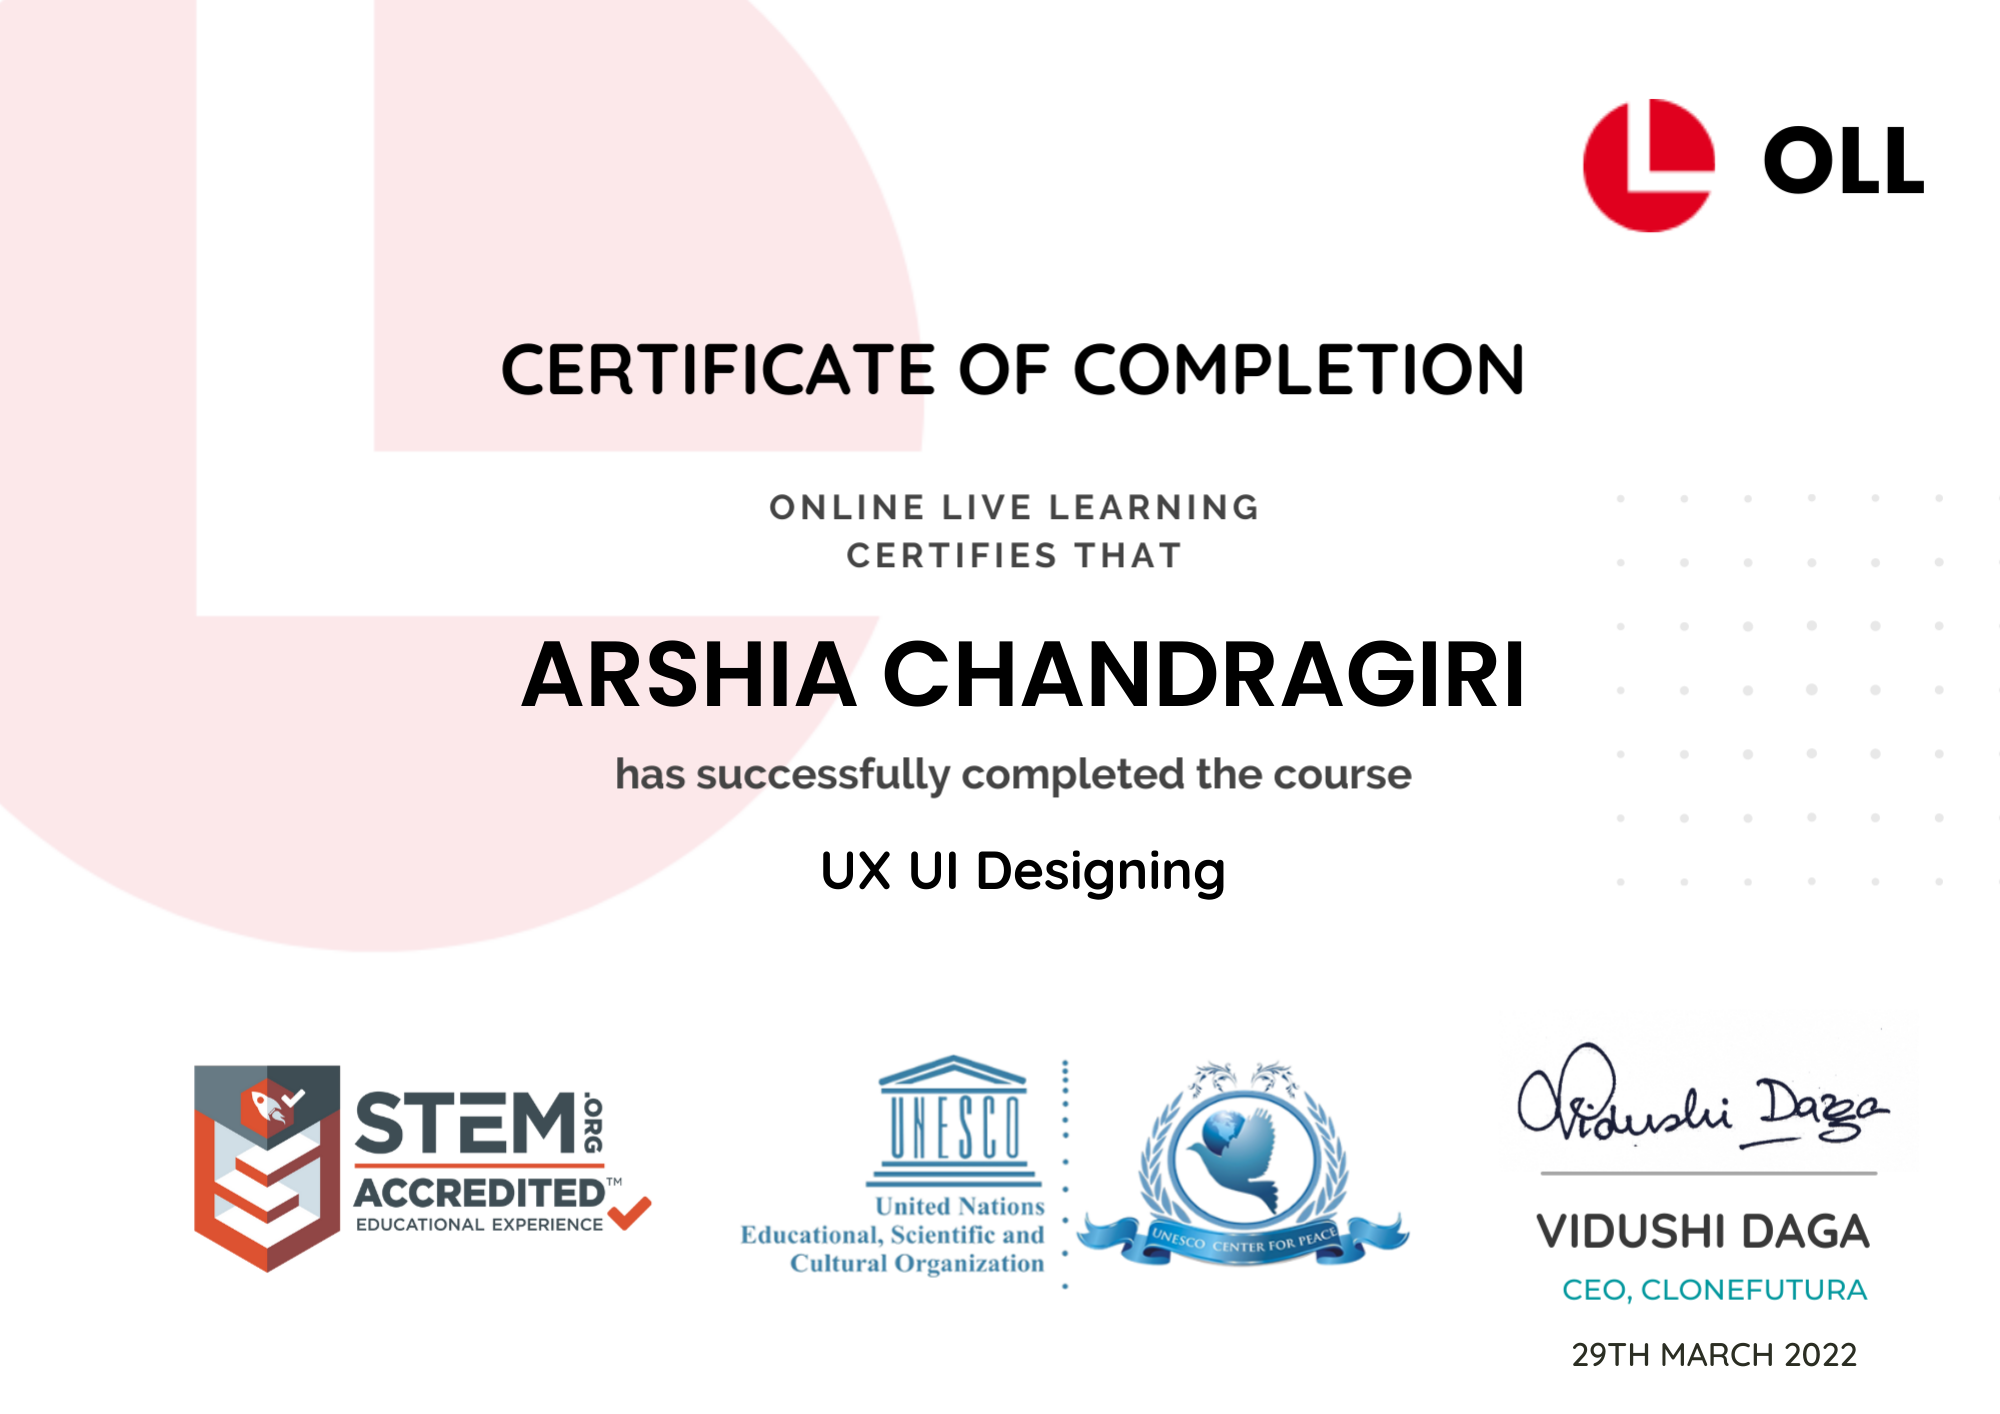 OLL
CERTIFICATE OF COMPLETION
ONLINE LIVE LEARNING
CERTIFIES THAT
ARSHIA CHANDRAGIRI
has successfully completed the course
UX UI Designing
STEM.ORG
ACCREDITED™
EDUCATIONAL EXPERIENCE
UNESCO
United Nations
Educational, Scientific and
Cultural Organization
UNESCO CENTER FOR PEACE
Vidushi Daga
VIDUSHI DAGA
CEO, CLONEFUTURA
29TH MARCH 2022